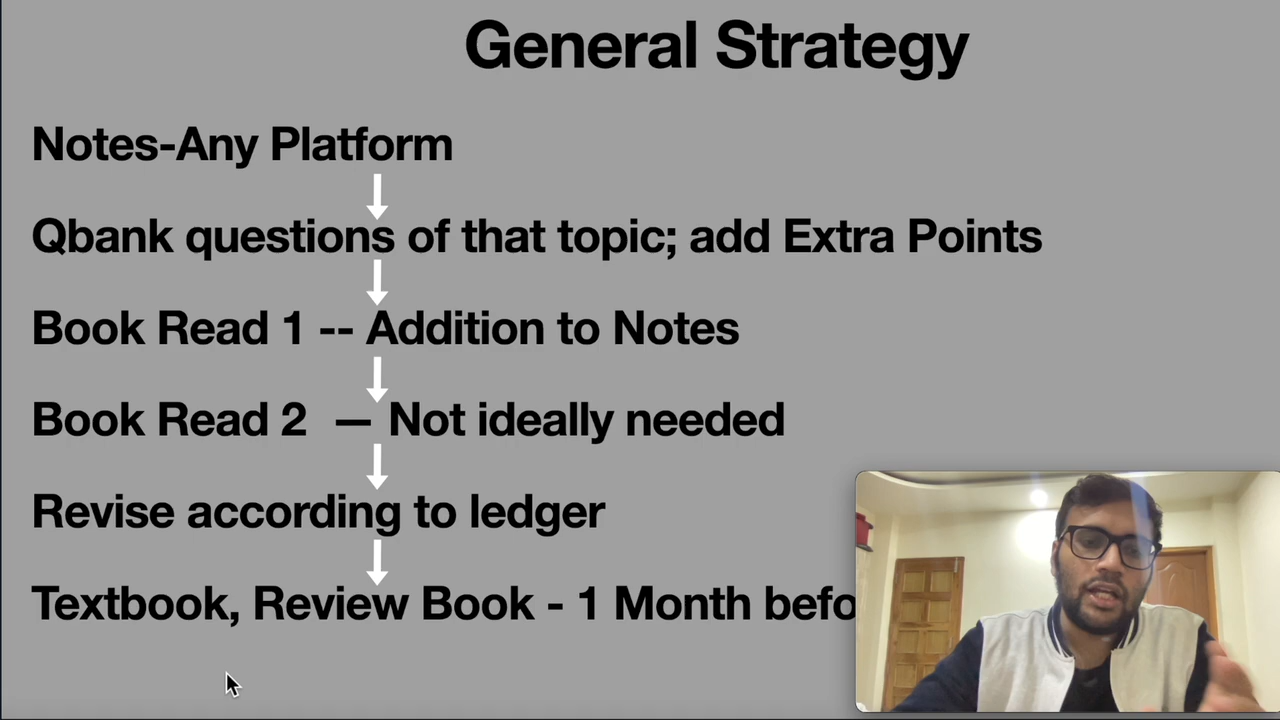 General Strategy
Notes-Any Platform
Qbank questions of that topic; add Extra Points
Book Read 1 -- Addition to Notes
Book Read 2 — Not ideally needed
Revise according to ledger
Textbook, Review Book - 1 Month